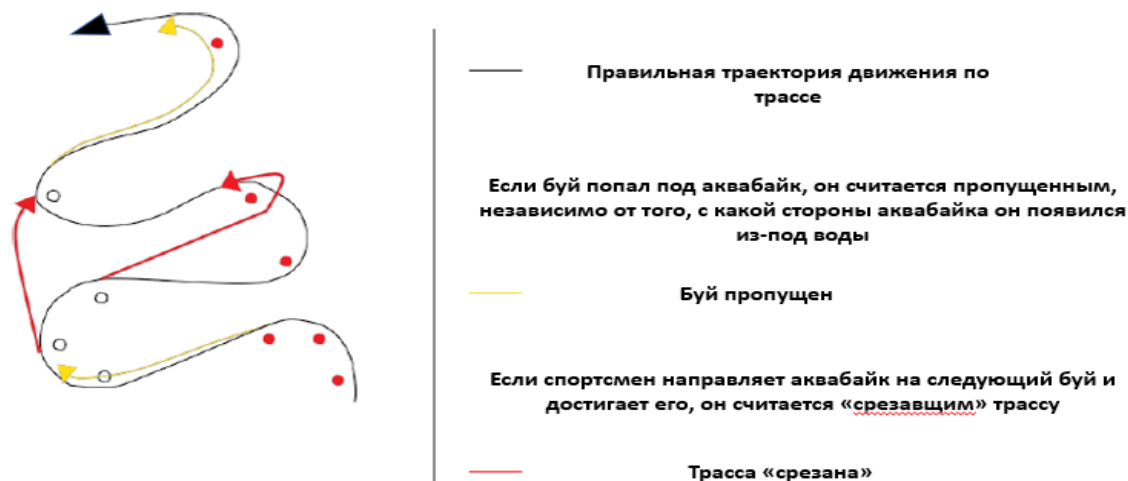 Правильная траектория движения по
трассе
Если буй попал под аквабайк, он считается пропущенным,
независимо от того, с какой стороны аквабайка он появился
из-под воды
Буй пропущен
Если спортсмен направляет аквабайк на следующий буй и
достигает его, он считается «срезавщим» трассу
Трасса «срезана»